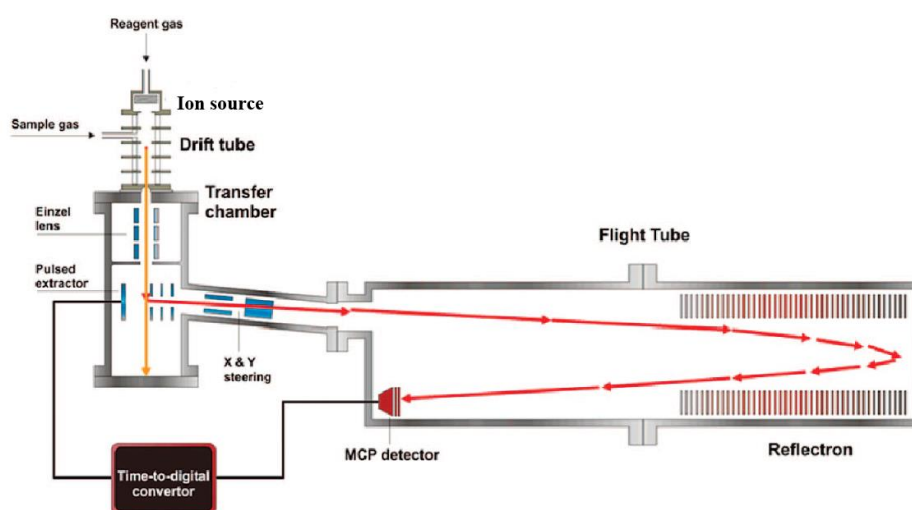 Reagent gas
Ion source
Sample gas
Drift tube
Transfer
chamber
Einzel
lens
Flight Tube
Pulsed
extractor
X & Y
steering
MCP detector
Reflectron
Time-to-digital
convertor